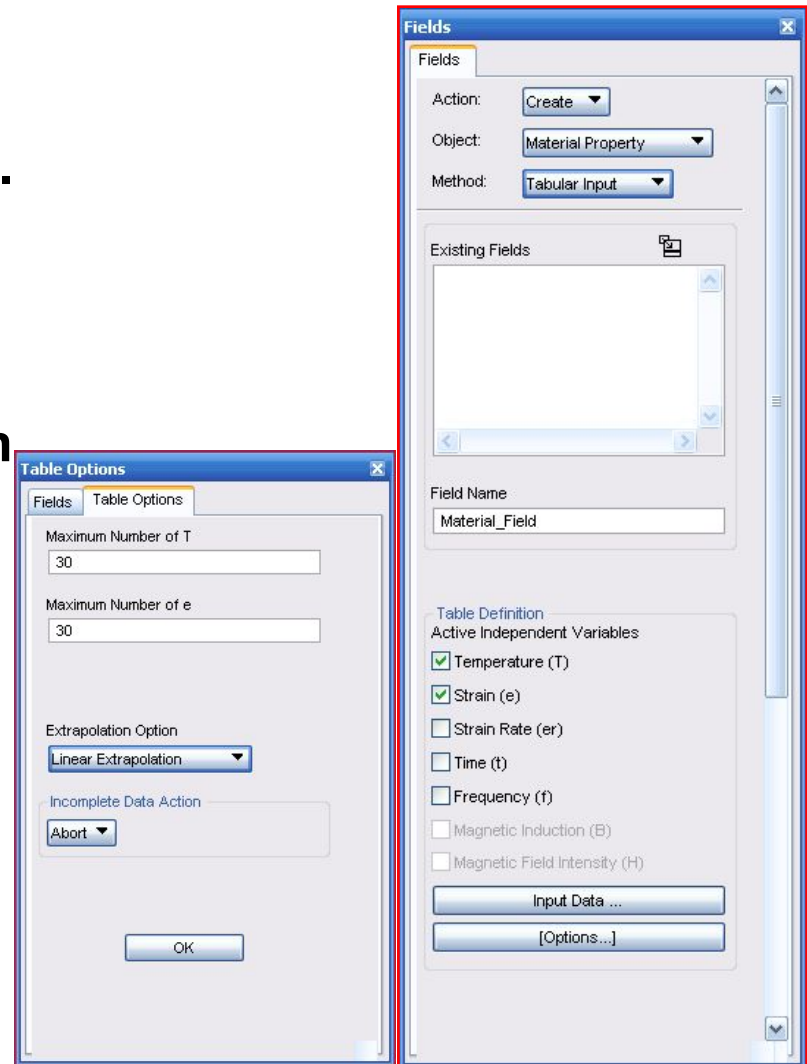 .
n
Table Options
Fields Table Options
Maximum Number of T
30
Maximum Number of e
30
Extrapolation Option
Linear Extrapolation
Incomplete Data Action
Abort
OK
Fields
Fields
Action: Create
Object: Material Property
Method: Tabular Input
Existing Fields
Field Name
Material_Field
Table Definition
Active Independent Variables
Temperature (T)
Strain (e)
Strain Rate (er)
Time (t)
Frequency (f)
Magnetic Induction (B)
Magnetic Field Intensity (H)
Input Data ...
[Options...]